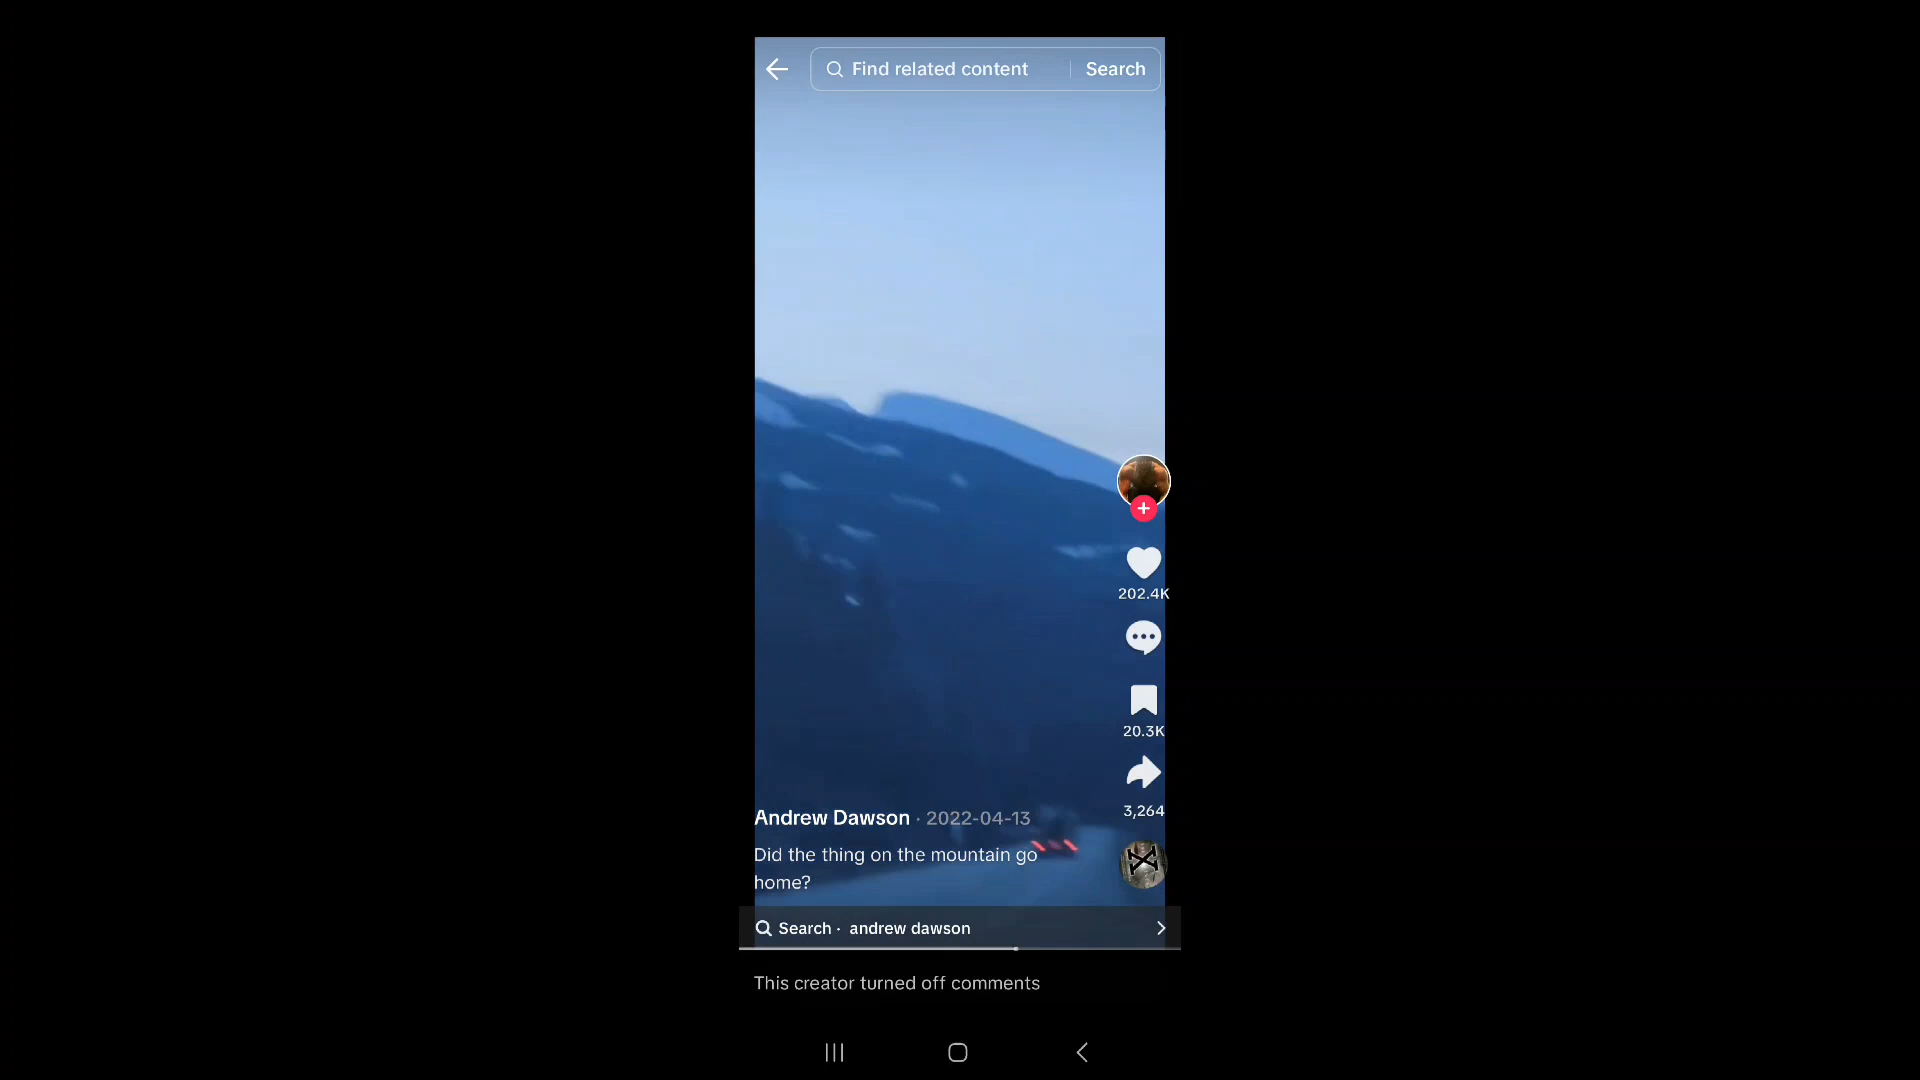 Find related content
Search
202.4K
20.3K
3,264
Andrew Dawson · 2022-04-13
Did the thing on the mountain go
home?
Search · andrew dawson
This creator turned off comments